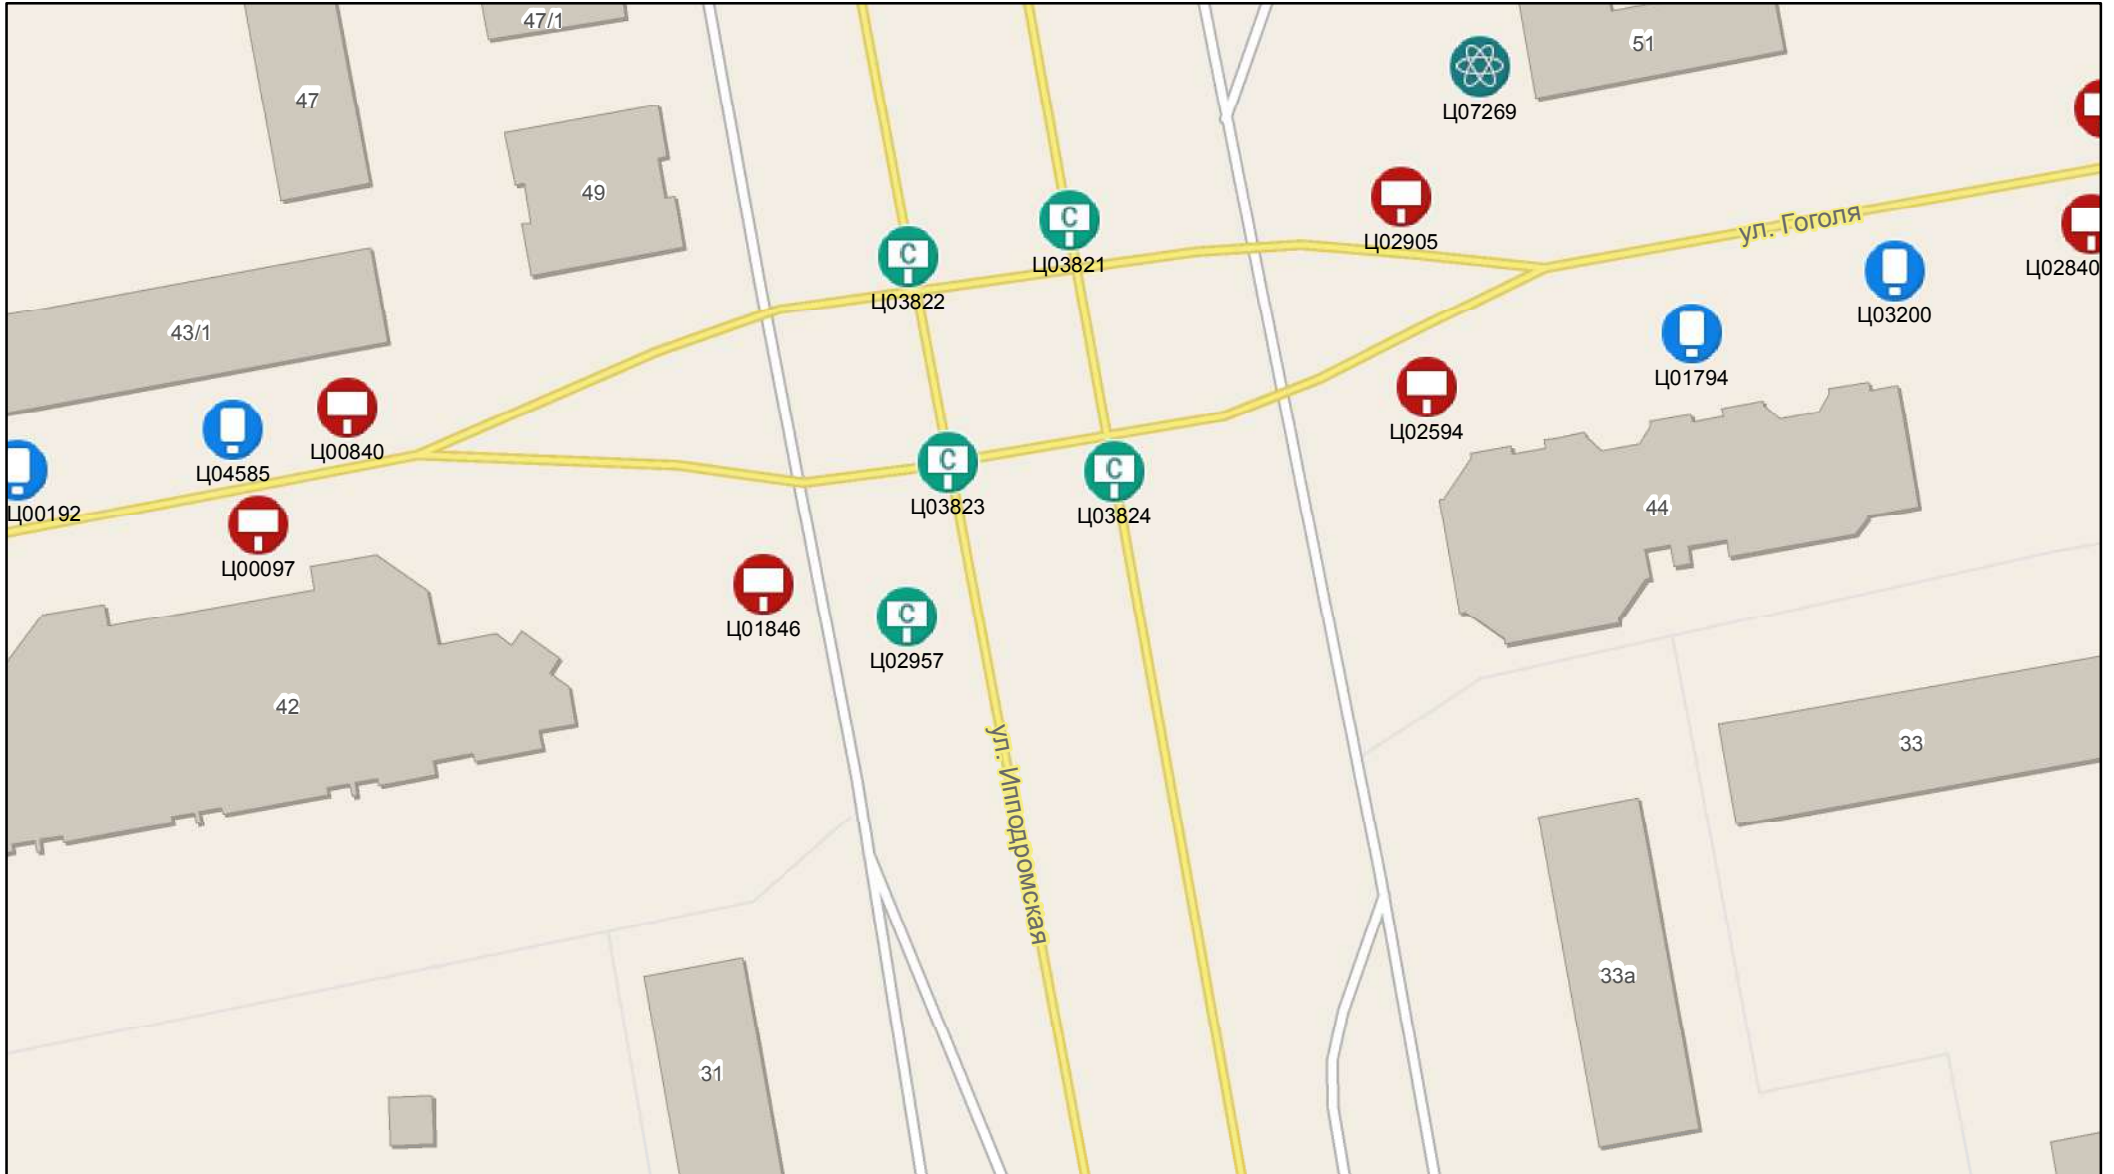 47/1
51
47
Ц07269
49
ул. Гоголя
Ц02905
С
Ц03821
Ц02840
С
Ц03822
Ц03200
43/1
Ц01794
Ц00840
Ц02594
Ц04585
Ц00192
С
Ц03823
С
Ц03824
44
Ц00097
Ц01846
С
Ц02957
42
33
ул. Ипподромская
33а
31